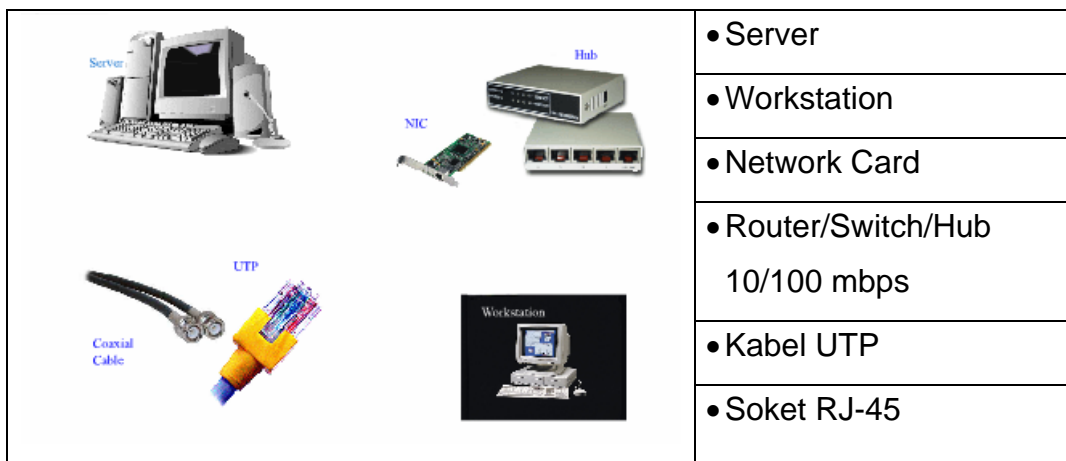 Server
Hub
NIC
UTP
Coaxial
Cable
Workstation
• Server
• Workstation
• Network Card
• Router/Switch/Hub
10/100 mbps
• Kabel UTP
• Soket RJ-45